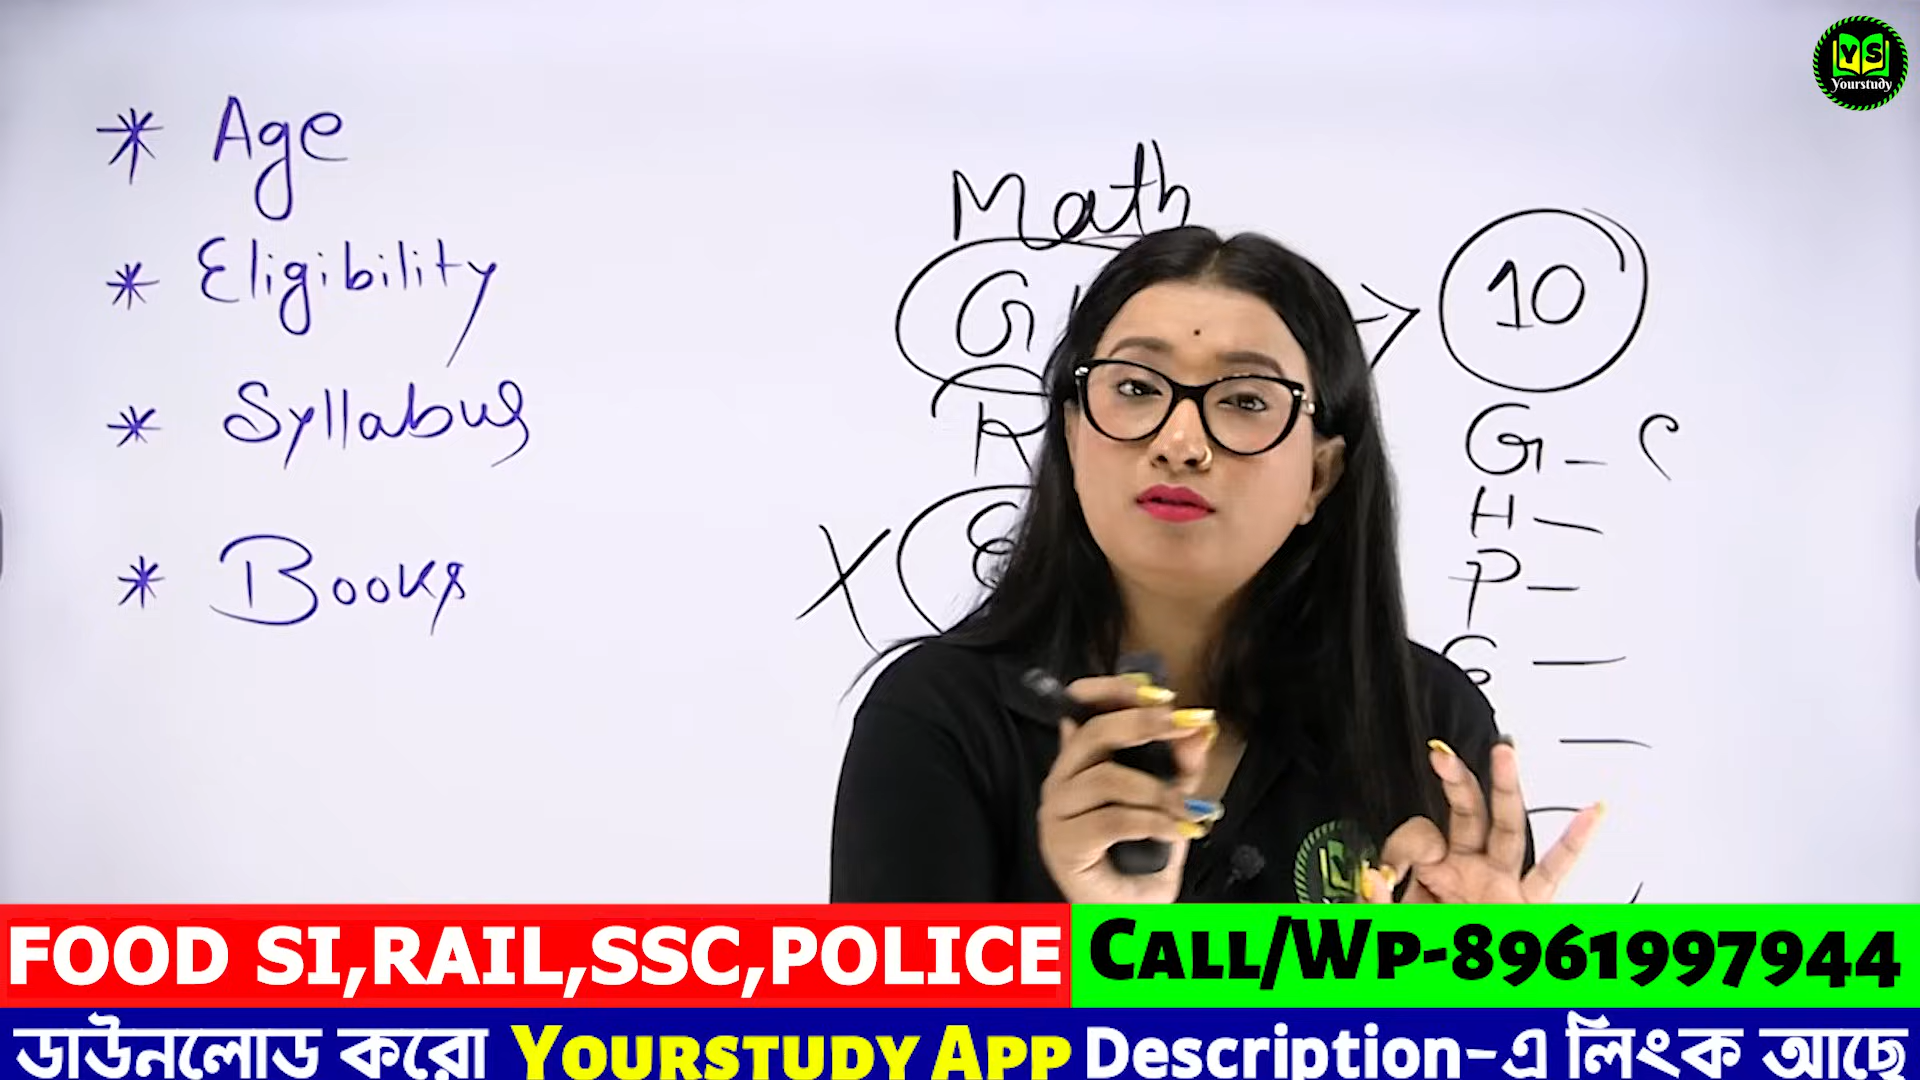 YS
Yourstudy
* Age
* Eligibility
* Syllabus
* Books
Math
G
R
X
10
G - C
H -
P -
G -
FOOD SI,RAIL,SSC,POLICE
CALL/WP-8961997944
ডাউনলোড করো YOURSTUDY APP Description-এ লিংক আছে